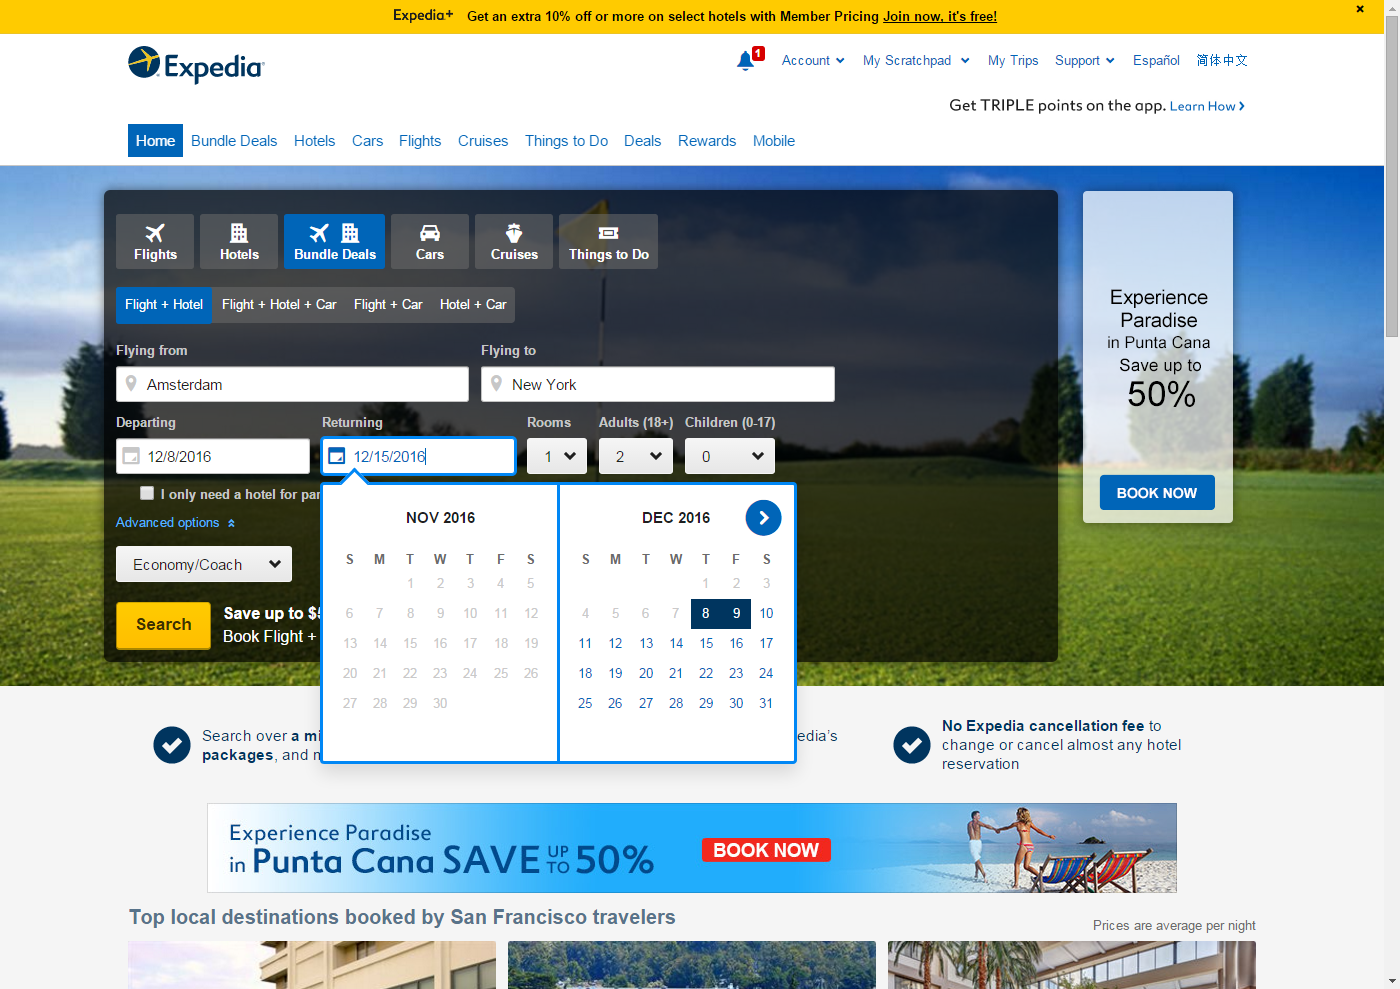 Expedia+ Get an extra 10% off or more on select hotels with Member Pricing Join now, it's free!
Expedia
1
Account
My Scratchpad
My Trips
Support
Español
简体中文
Get TRIPLE points on the app. Learn How
Home
Bundle Deals
Hotels
Cars
Flights
Cruises
Things to Do
Deals
Rewards
Mobile
Flights
Hotels
Bundle Deals
Cars
Cruises
Things to Do
Flight + Hotel
Flight + Hotel + Car
Flight + Car
Hotel + Car
Flying from
Flying to
Amsterdam
New York
Departing
Returning
Rooms
Adults (18+)
Children (0-17)
12/8/2016
12/15/2016
1
2
0
I only need a hotel for par
Advanced options
Economy/Coach
Search
Save up to $
Book Flight +
NOV 2016
S M T W T F S
1 2 3 4 5
6 7 8 9 10 11 12
13 14 15 16 17 18 19
20 21 22 23 24 25 26
27 28 29 30
DEC 2016
S M T W T F S
1 2 3
4 5 6 7 8 9 10
11 12 13 14 15 16 17
18 19 20 21 22 23 24
25 26 27 28 29 30 31
Experience
Paradise
in Punta Cana
Save up to
50%
BOOK NOW
Search over a mi
packages, and m
edia's
No Expedia cancellation fee to
change or cancel almost any hotel
reservation
Experience Paradise
in Punta Cana SAVE UP TO 50%
BOOK NOW
Top local destinations booked by San Francisco travelers
Prices are average per night